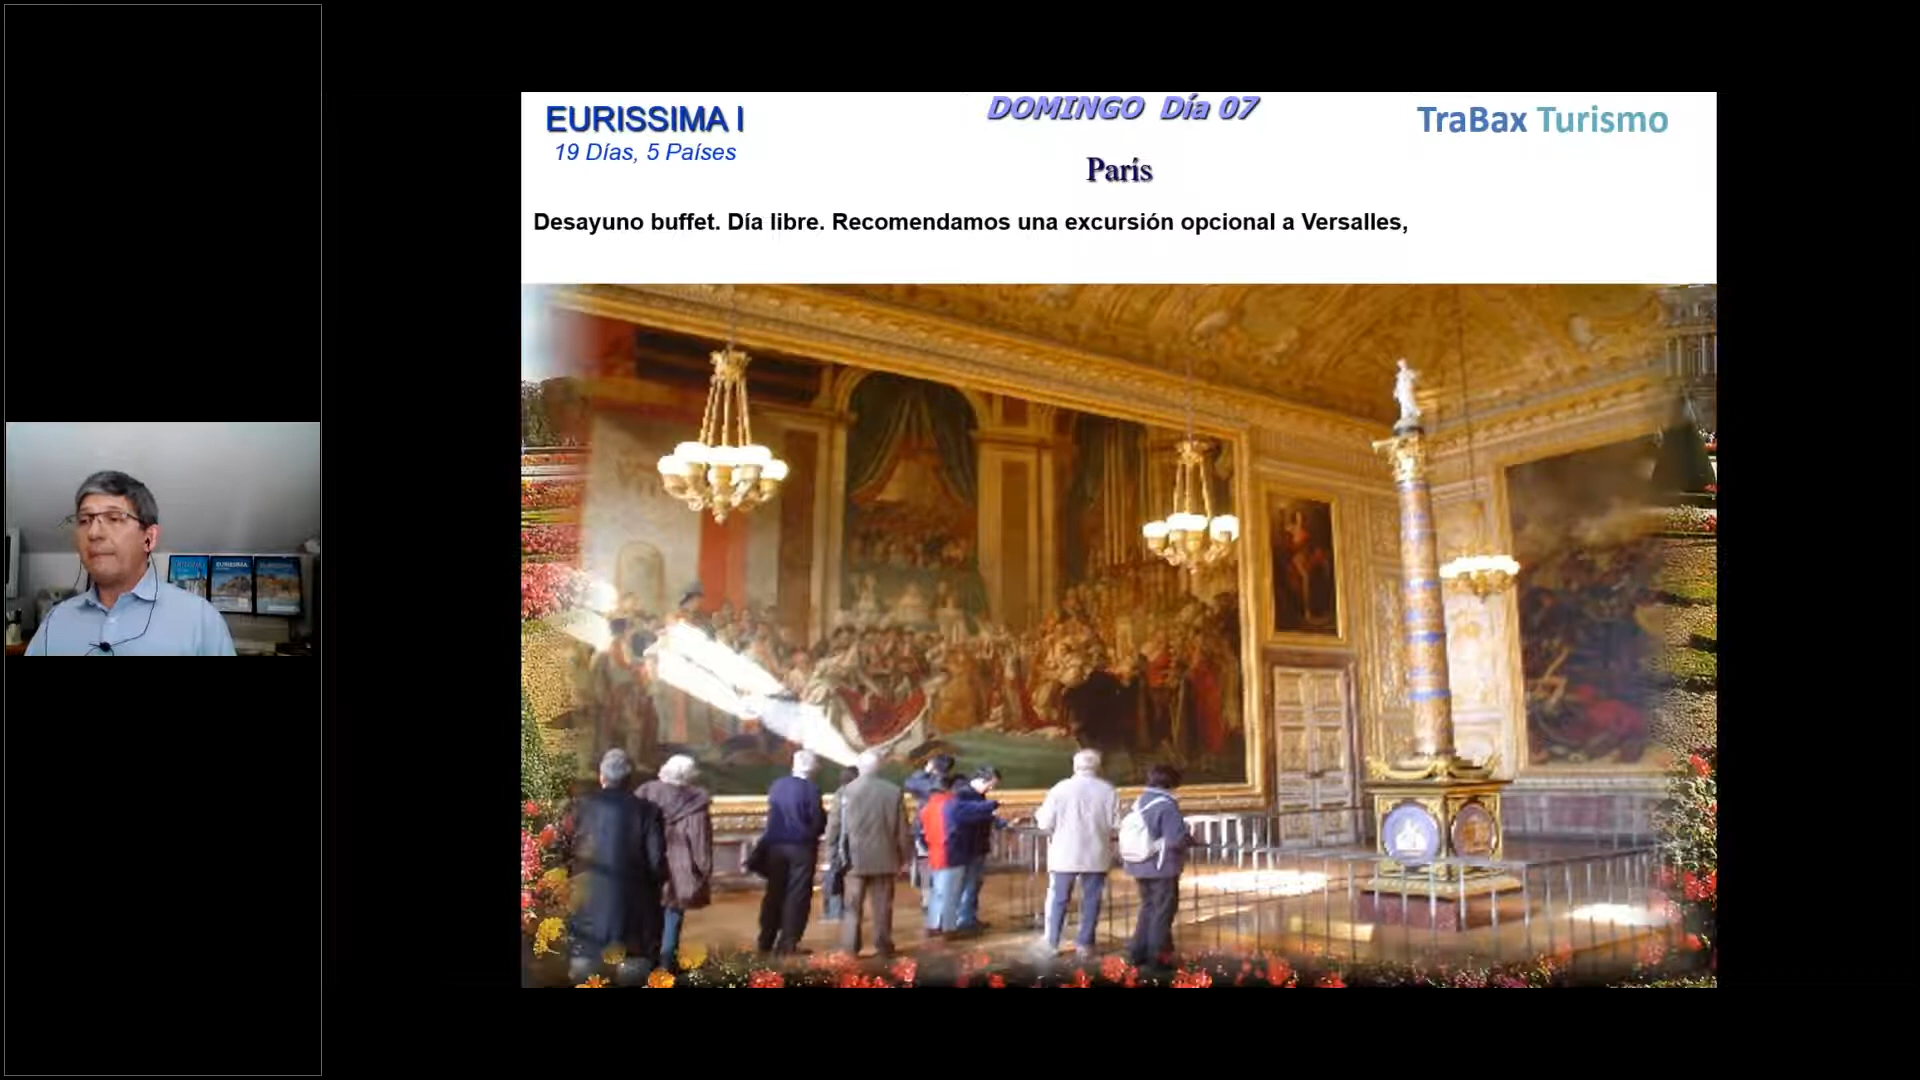 EURISSIMA I
19 Días, 5 Países
DOMINGO Día 07
París
TraBax Turismo
Desayuno buffet. Día libre. Recomendamos una excursión opcional a Versalles,
EURISSIMA